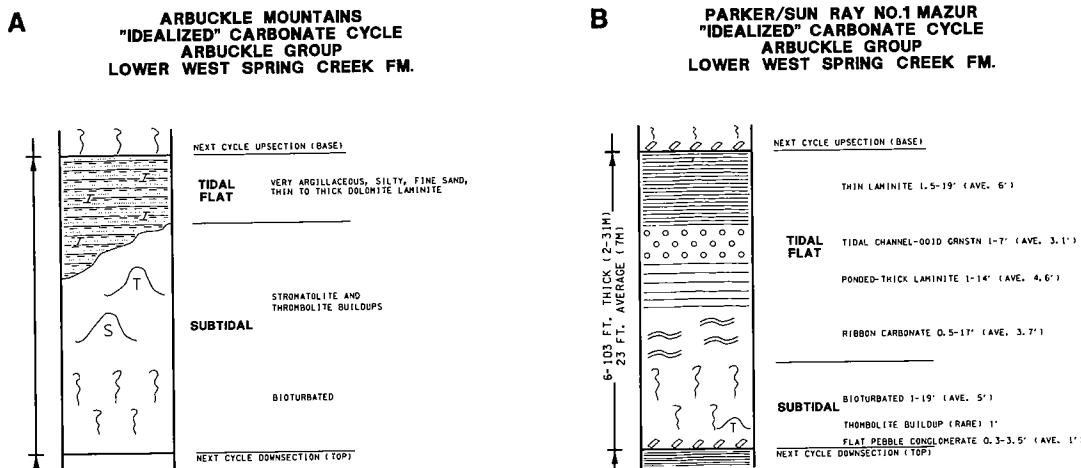 A
ARBUCKLE MOUNTAINS
"IDEALIZED" CARBONATE CYCLE
ARBUCKLE GROUP
LOWER WEST SPRING CREEK FM.
NEXT CYCLE UPSECTION (BASE)
TIDAL
FLAT
VERY ARGILLACEOUS, SILTY, FINE SAND,
THIN TO THICK DOLOMITE LAMINITE
I
I
I
I
T
STROMATOLITE AND
THROMBOLITE BUILDUPS
S
SUBTIDAL
BIOTURBATED
NEXT CYCLE DOWNSECTION (TOP)
B
PARKER/SUN RAY NO.1 MAZUR
"IDEALIZED" CARBONATE CYCLE
ARBUCKLE GROUP
LOWER WEST SPRING CREEK FM.
NEXT CYCLE UPSECTION (BASE)
THIN LAMINITE 1.5-19' (AVE. 6')
TIDAL
FLAT
TIDAL CHANNEL-OOID GRNSTN 1-7' (AVE. 3.1')
PONDED-THICK LAMINITE 1-14' (AVE. 4.6')
6-103 FT. THICK (2-31M)
23 FT. AVERAGE (7M)
RIBBON CARBONATE 0.5-17' (AVE. 3.7')
SUBTIDAL
BIOTURBATED 1-19' (AVE. 5')
T
THOMBOLITE BUILDUP (RARE) 1'
FLAT PEBBLE CONGLOMERATE 0.3-3.5' (AVE. 1')
NEXT CYCLE DOWNSECTION (TOP)